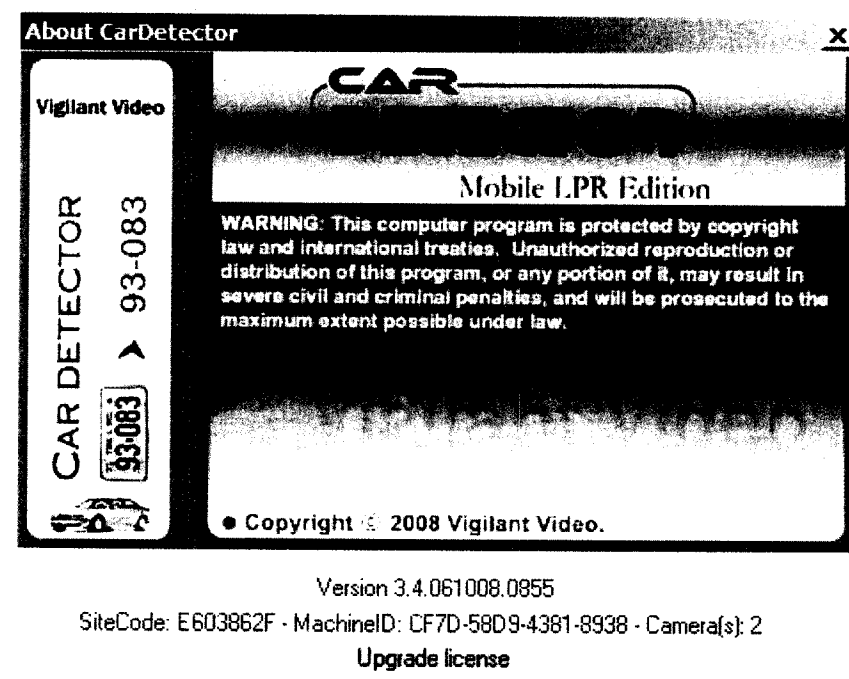 About CarDetector
x
Vigilant Video
CAR
Mobile LPR Edition
CAR DETECTOR
93-083
93-083
WARNING: This computer program is protected by copyright
law and international treaties. Unauthorized reproduction or
distribution of this program, or any portion of it, may result in
severe civil and criminal penalties, and will be prosecuted to the
maximum extent possible under law.
Copyright © 2008 Vigilant Video.
Version 3.4.061008.0855
SiteCode: E603862F - MachineID: CF7D-58D9-4381-8938 - Camera(s): 2
Upgrade license